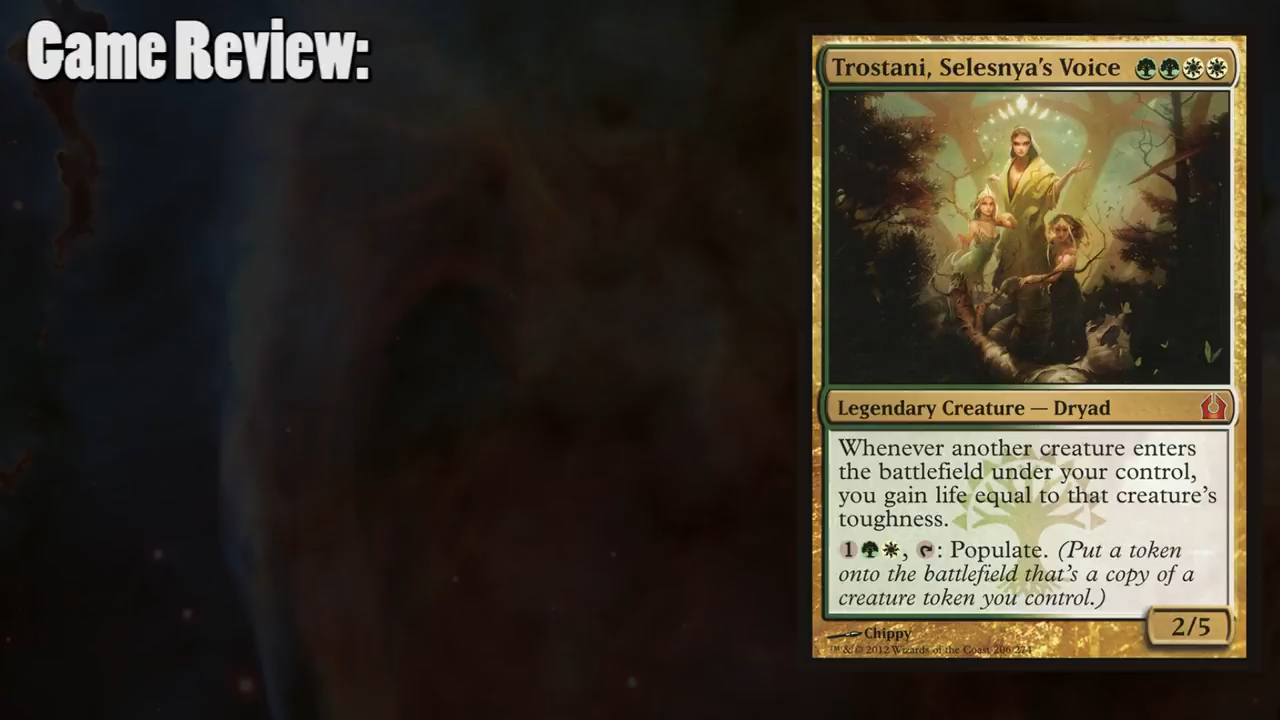 Game Review:
Trostani, Selesnya's Voice
Legendary Creature — Dryad
Whenever another creature enters
the battlefield under your control,
you gain life equal to that creature's
toughness.
1, : Populate. (Put a token
onto the battlefield that's a copy of a
creature token you control.)
2/5
Chippy
™ & © 2012 Wizards of the Coast 206/274